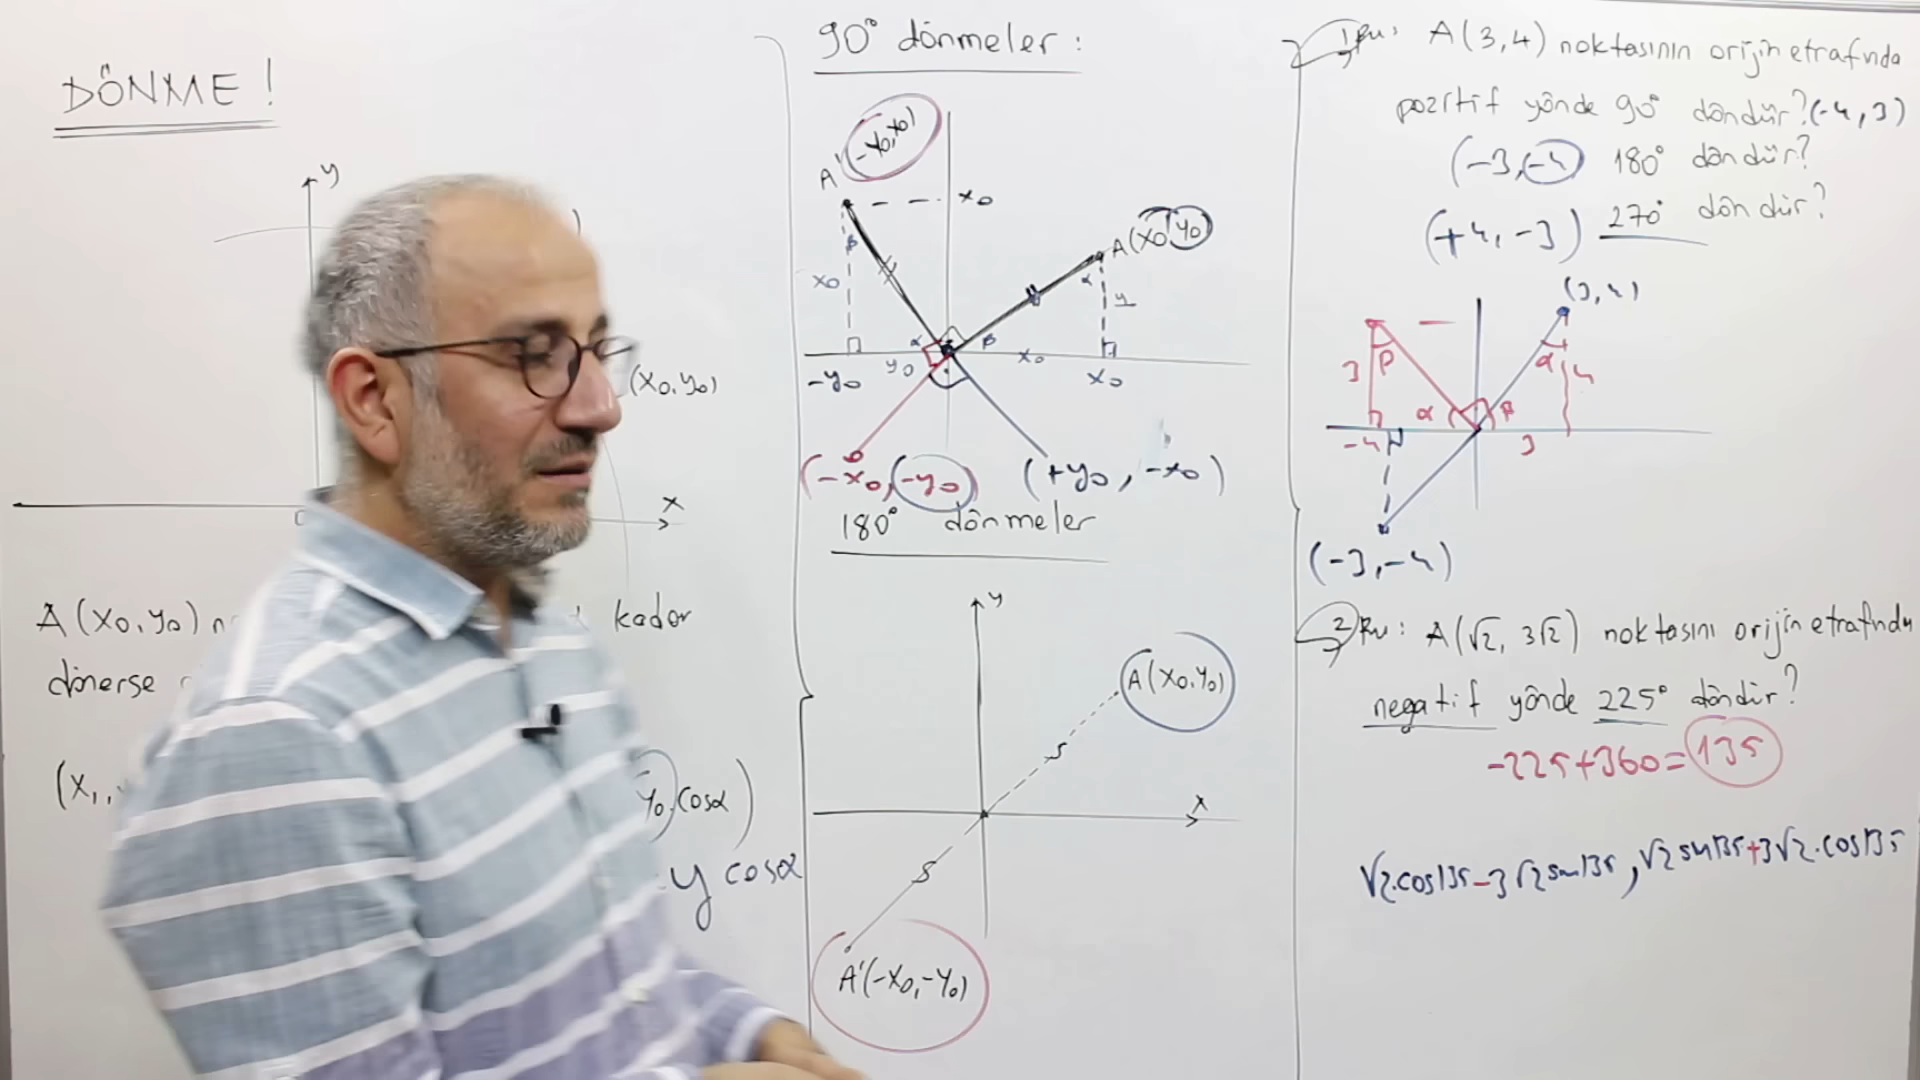 DÖNME !
y
(x₀, y₀)
x
A(x₀, y₀) kadar
dönerse
(x₁, y₀.cosα)
y cosα
90° dönmeler :
A' (-y₀, x₀)
x₀
A(x₀, y₀)
β
α
x₀
y
α
β
y₀
x₀
-y₀
x₀
(-x₀, -y₀) (+y₀, -x₀)
180° dönmeler
y
A(x₀, y₀)
x
A'(-x₀, -y₀)
1) A(3,4) noktasının orijin etrafında
pozitif yönde 90° döndür? (-4,3)
(-3,-4) 180° döndür?
(+4,-3) 270° döndür?
(3,4)
3 β
α 4
α β
-4 3
(-3,-4)
2) A(√2, 3√2) noktasını orijin etrafında
negatif yönde 225° döndür?
-225+360=135
√2.cos135-3√2sin135, √2sin135+3√2.cos135